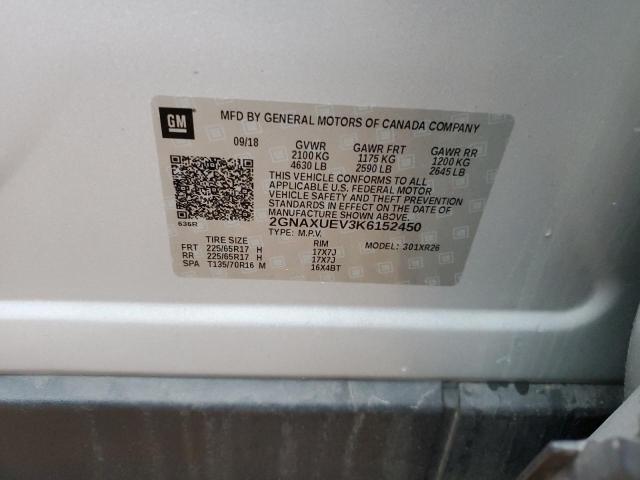 GM
MFD BY GENERAL MOTORS OF CANADA COMPANY
09/18 GVWR GAWR FRT GAWR RR
2100 KG 1175 KG 1200 KG
4630 LB 2590 LB 2645 LB
THIS VEHICLE CONFORMS TO ALL
APPLICABLE U.S. FEDERAL MOTOR
VEHICLE SAFETY AND THEFT PREVENTION
STANDARDS IN EFFECT ON THE DATE OF
MANUFACTURE SHOWN ABOVE.
636R 2GNAXUEV3K6152450
TYPE: M.P.V. MODEL: 301XR26
TIRE SIZE RIM
FRT 225/65R17 H 17X7J
RR 225/65R17 H 17X7J
SPA T135/70R16 M 16X4BT